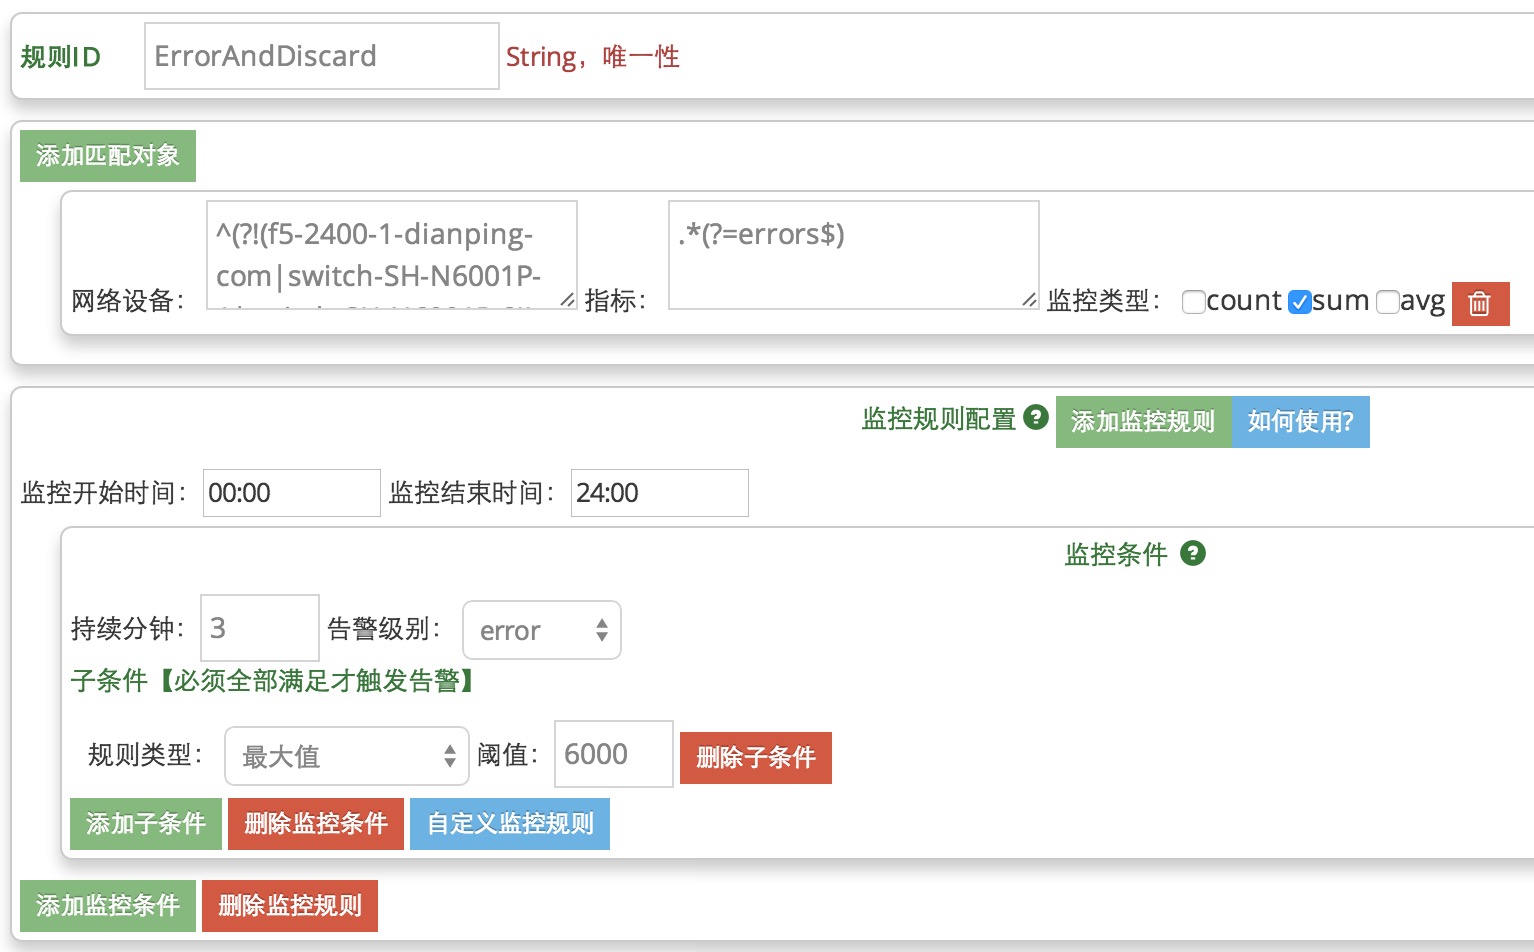 规则ID ErrorAndDiscard String，唯一性
添加匹配对象
网络设备： ^(?!(f5-2400-1-dianping-
com|switch-SH-N6001P-
指标： .*(?=errors$) 监控类型： count sum avg
监控规则配置 ? 添加监控规则 如何使用?
监控开始时间： 00:00 监控结束时间： 24:00
监控条件 ?
持续分钟： 3 告警级别： error
子条件【必须全部满足才触发告警】
规则类型： 最大值 阈值： 6000 删除子条件
添加子条件 删除监控条件 自定义监控规则
添加监控条件 删除监控规则